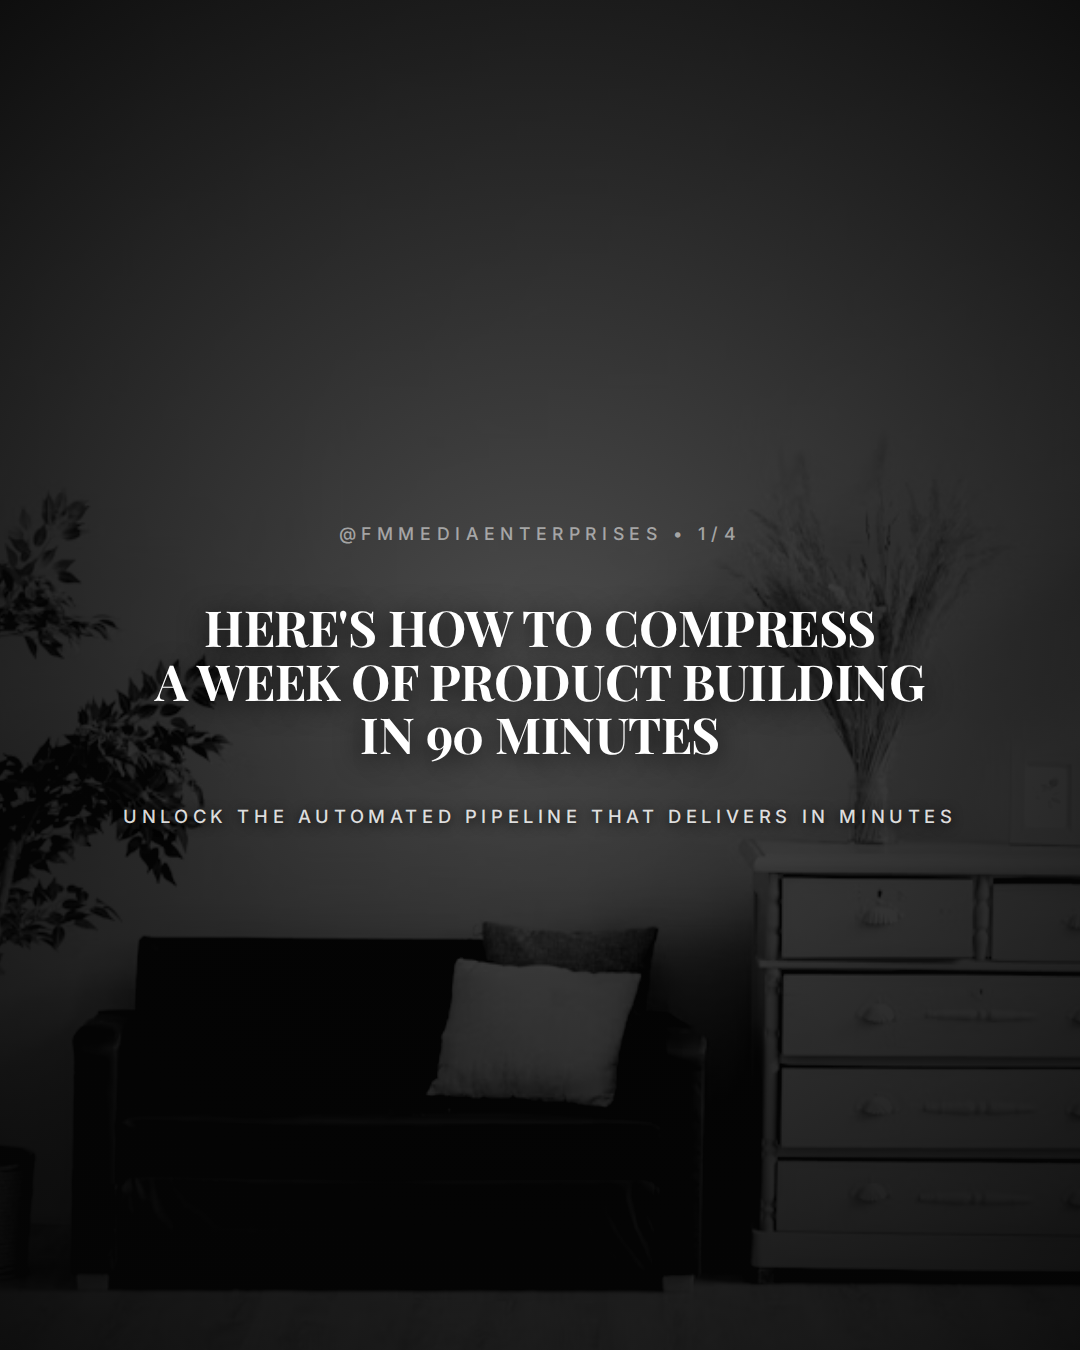 @FMMEDIAENTERPRISES • 1/4
HERE'S HOW TO COMPRESS
A WEEK OF PRODUCT BUILDING
IN 90 MINUTES
UNLOCK THE AUTOMATED PIPELINE THAT DELIVERS IN MINUTES